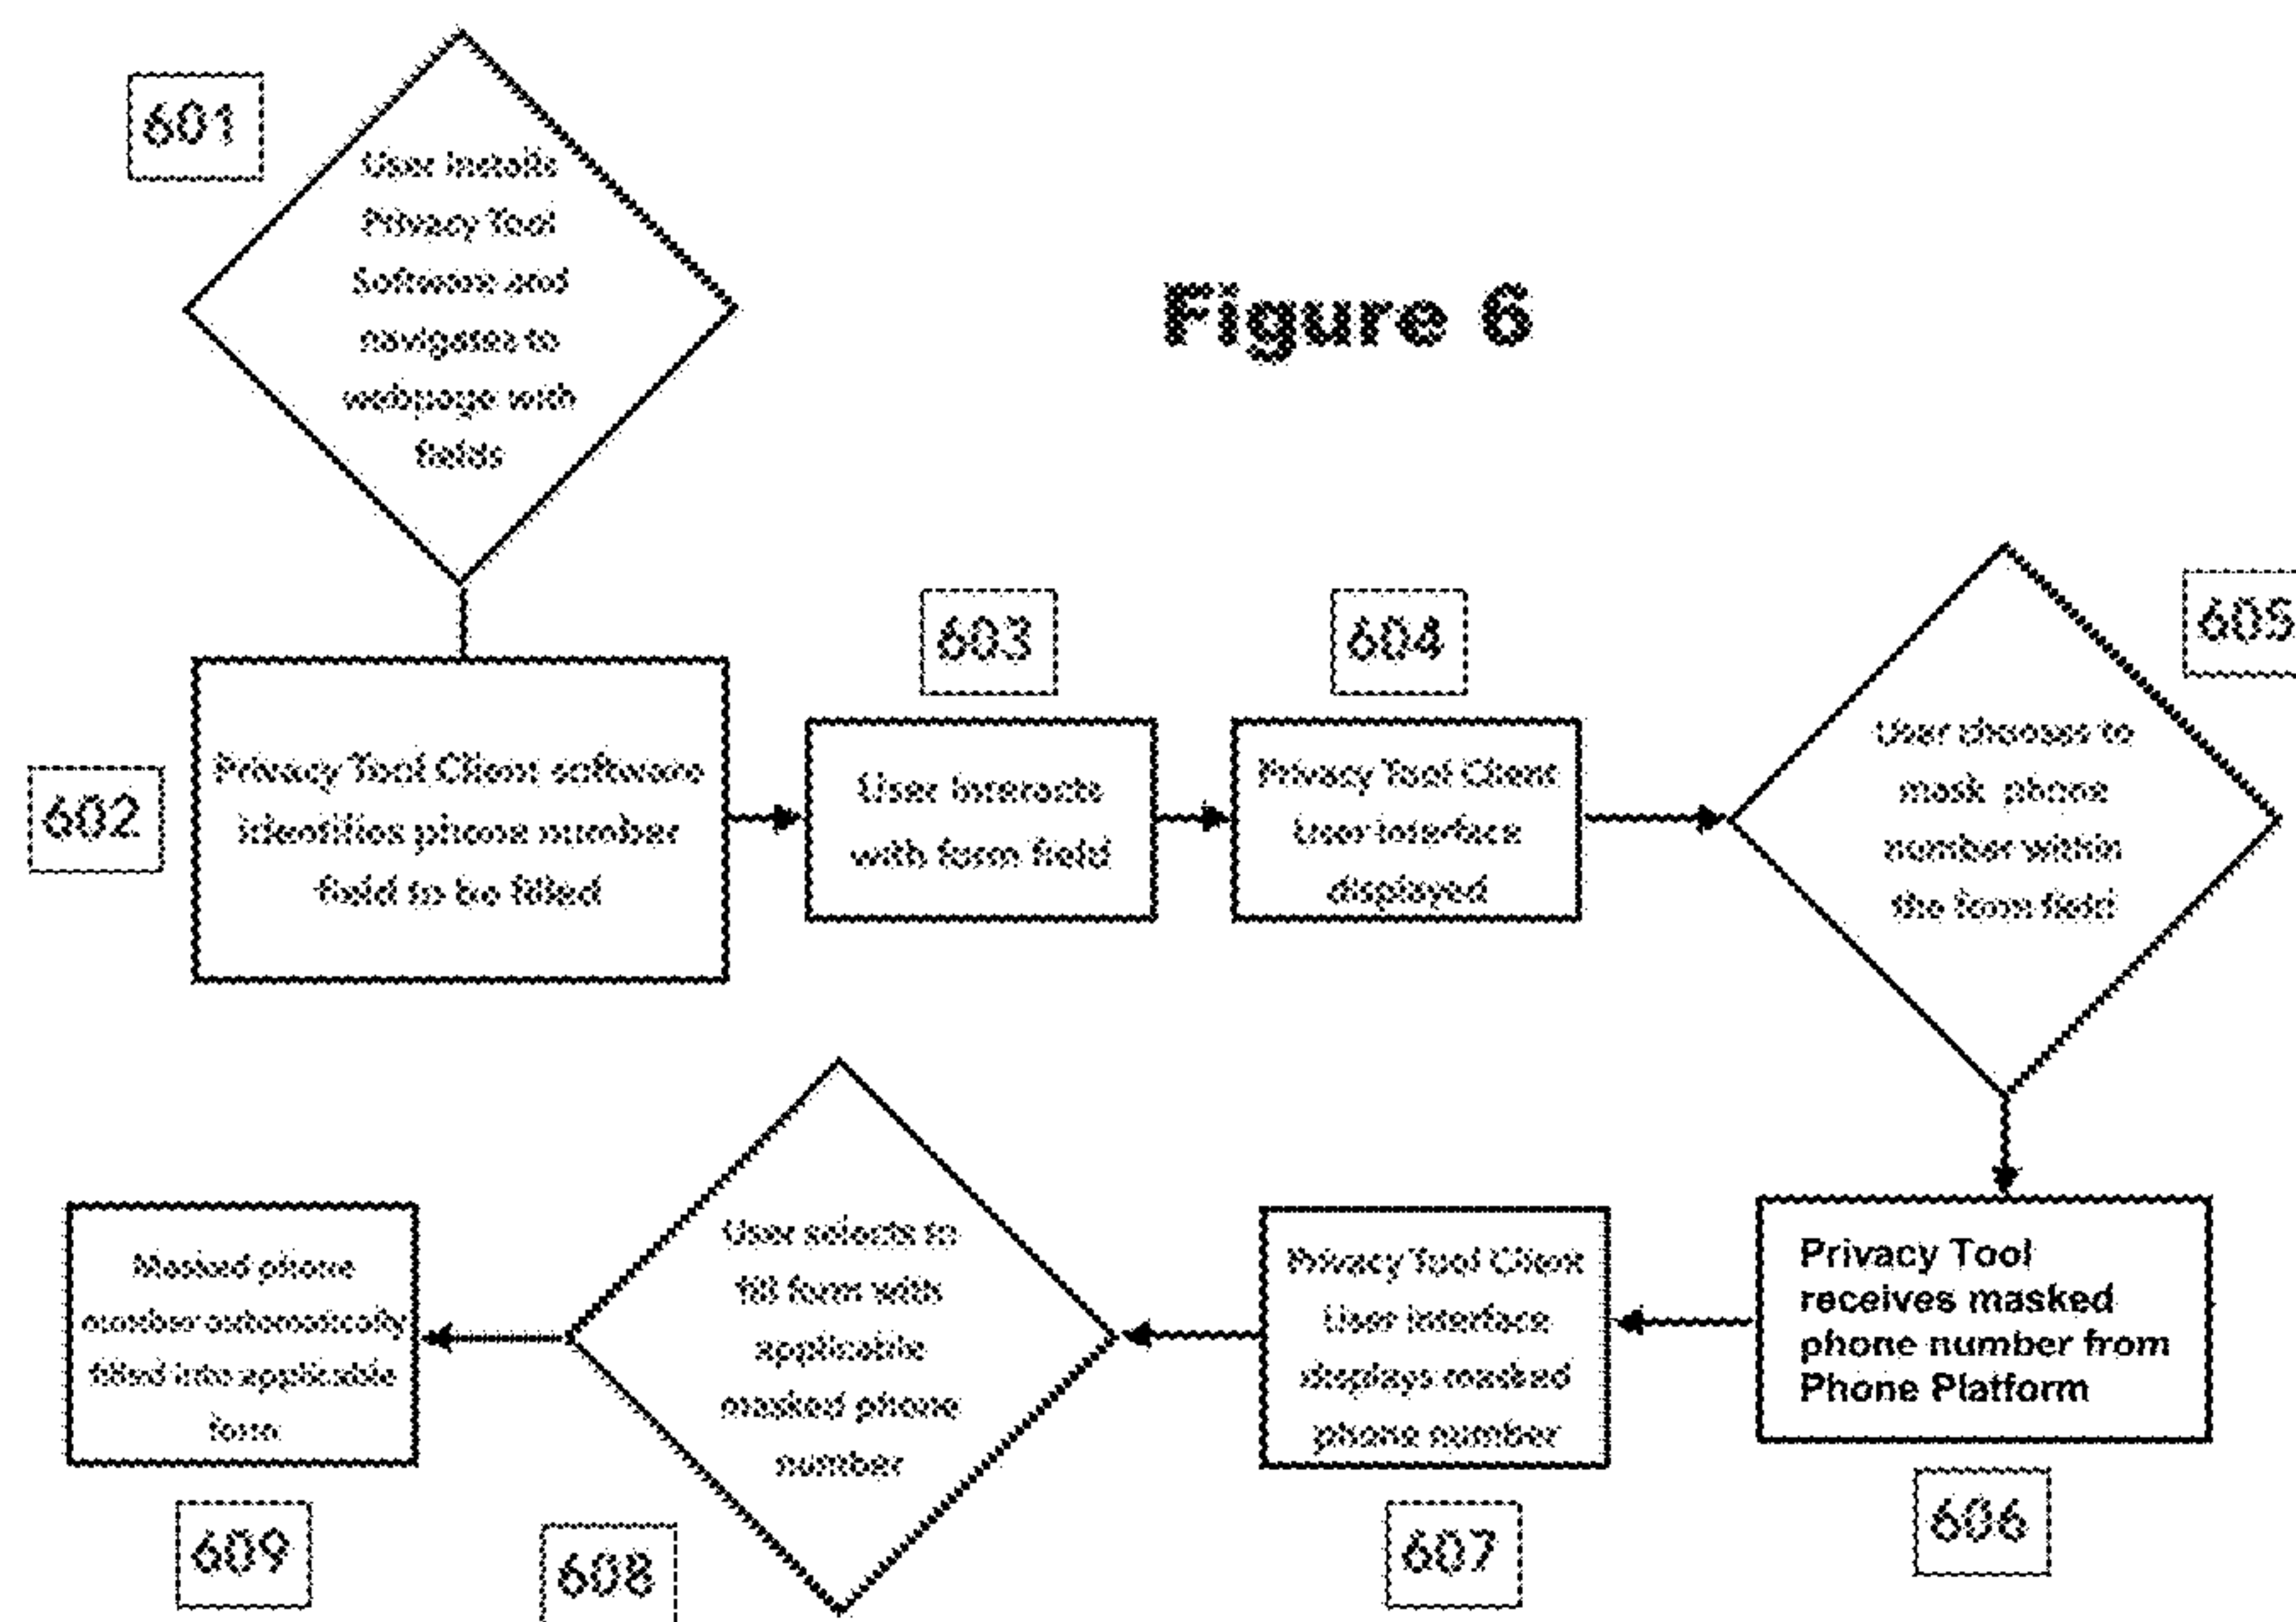 601
User installs
Privacy Tool
Software and
navigates to
webpage with
fields
Figure 6
602
Privacy Tool Client software
identifies phone number
field to be filled
603
User interacts
with form field
604
Privacy Tool Client
User interface
displayed
605
User chooses to
mask phone
number within
the form field
Privacy Tool
receives masked
phone number from
Phone Platform
606
Privacy Tool Client
User interface
displays masked
phone number
607
User selects to
fill form with
applicable
masked phone
number
608
Masked phone
number automatically
filled into applicable
form
609